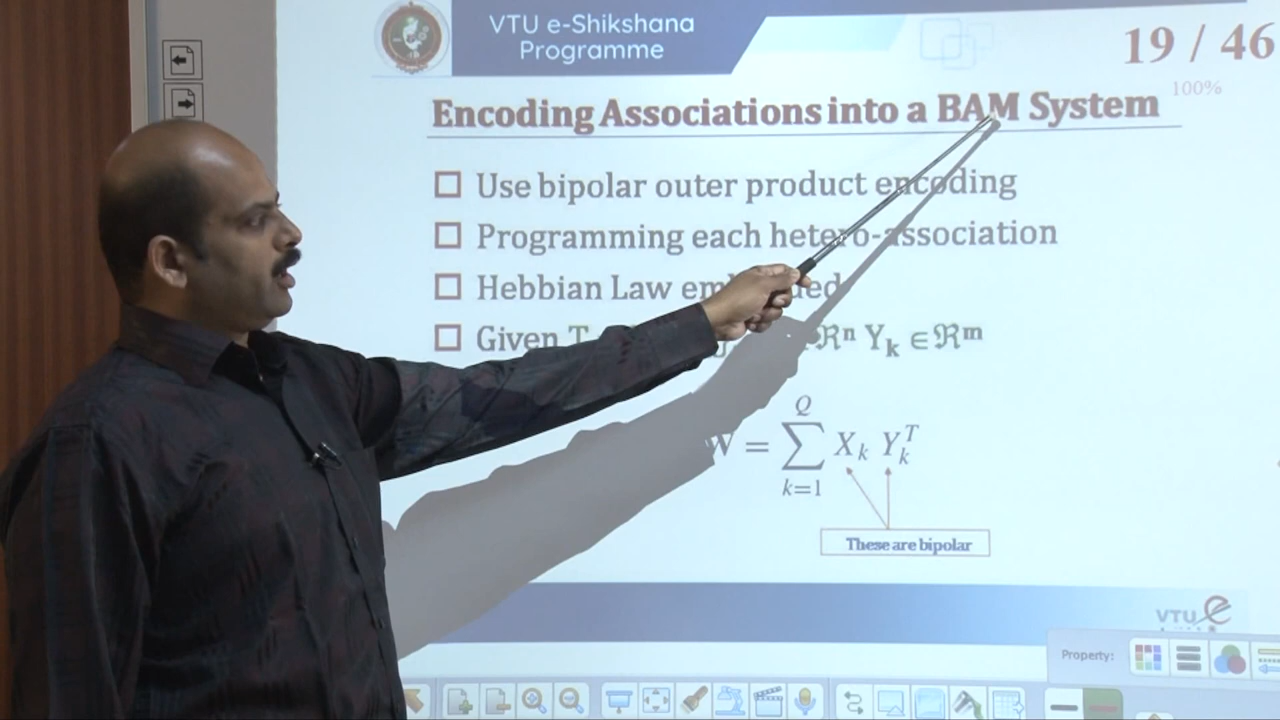 VTU e-Shikshana
Programme
19 / 46
100%
Encoding Associations into a BAM System
Use bipolar outer product encoding
Programming each hetero-association
Hebbian Law
Given T ℜⁿ Yₖ ∈ ℜᵐ
W = Σ Xₖ Yₖᵀ
Q
k=1
These are bipolar
VTU e
Property: